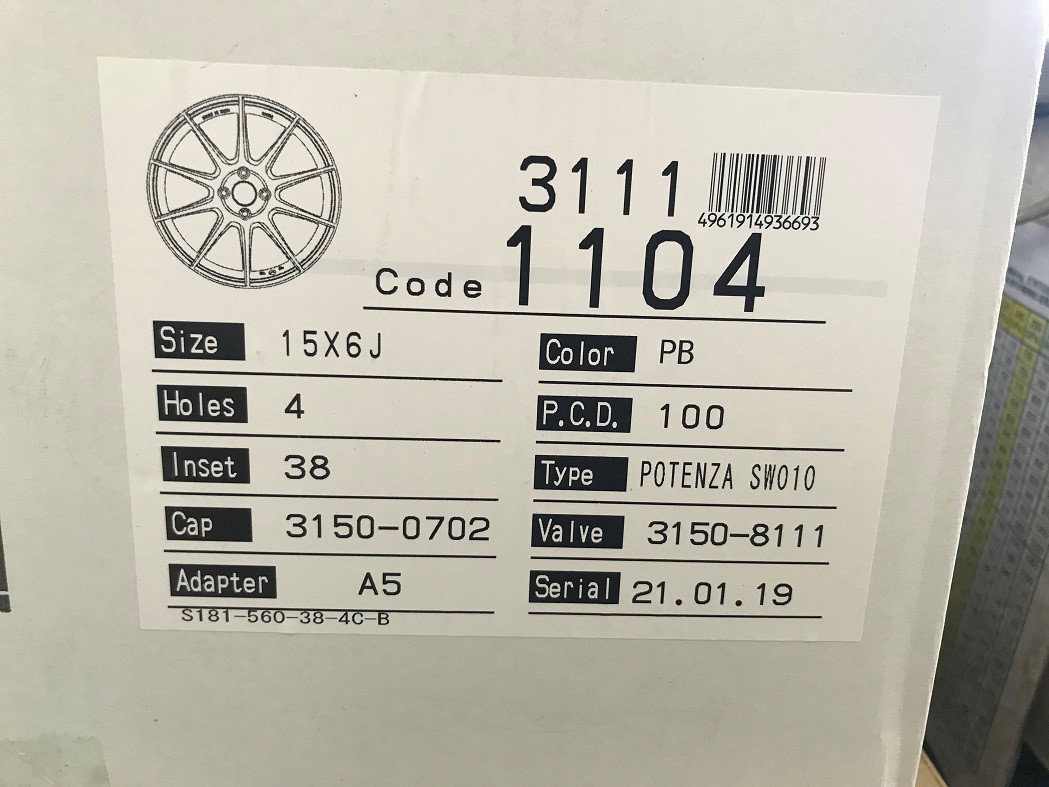 3111
4961914936693
Code 1104
Size 15X6J
Color PB
Holes 4
P.C.D. 100
Inset 38
Type POTENZA SW010
Cap 3150-0702
Valve 3150-8111
Adapter A5
Serial 21.01.19
S181-560-38-4C-B